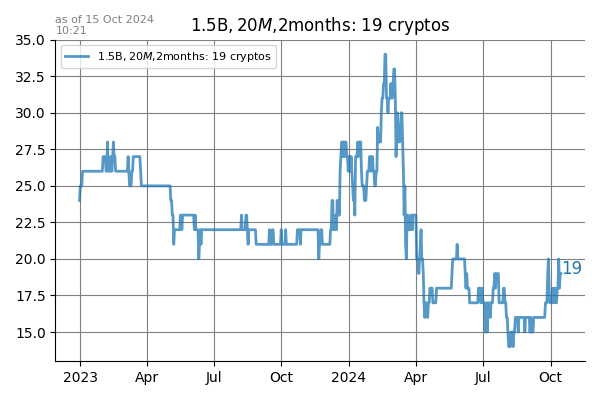 as of 15 Oct 2024
10:21
1.5B, 20M,2months: 19 cryptos
1.5B, 20M,2months: 19 cryptos
35.0
32.5
30.0
27.5
25.0
22.5
20.0
17.5
15.0
19
2023 Apr Jul Oct 2024 Apr Jul Oct